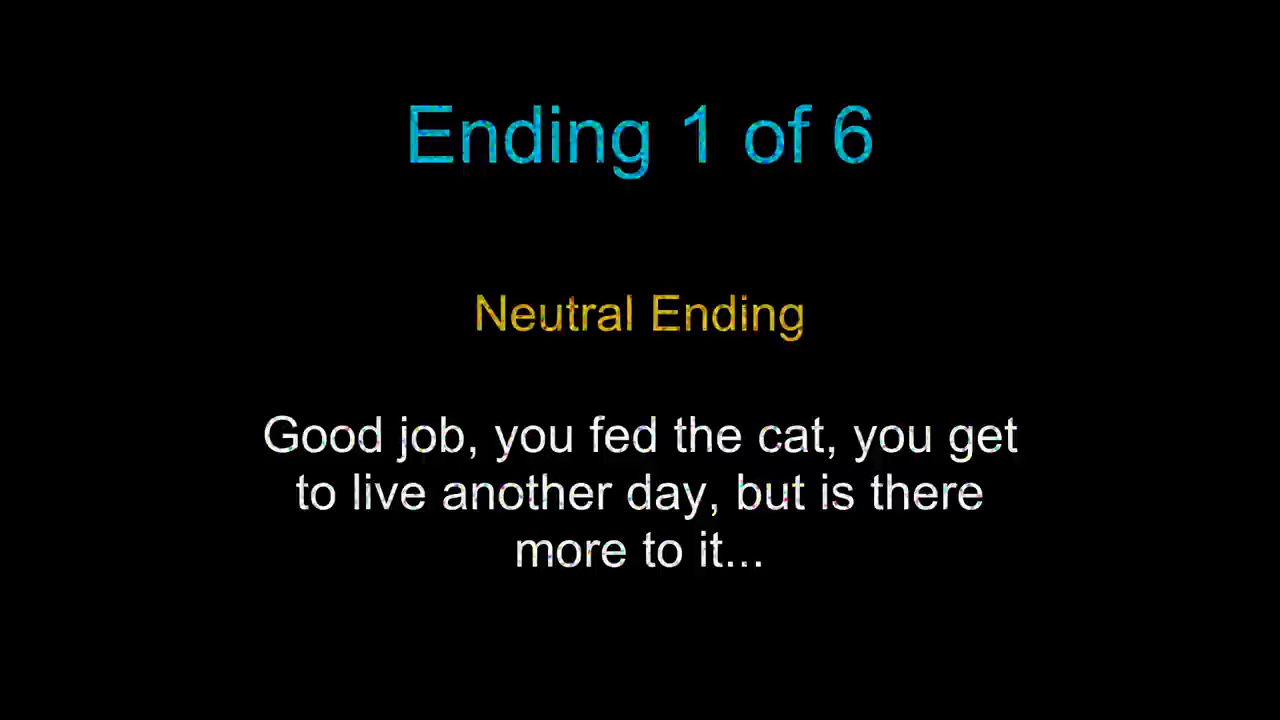 Ending 1 of 6
Neutral Ending
Good job, you fed the cat, you get
to live another day, but is there
more to it...